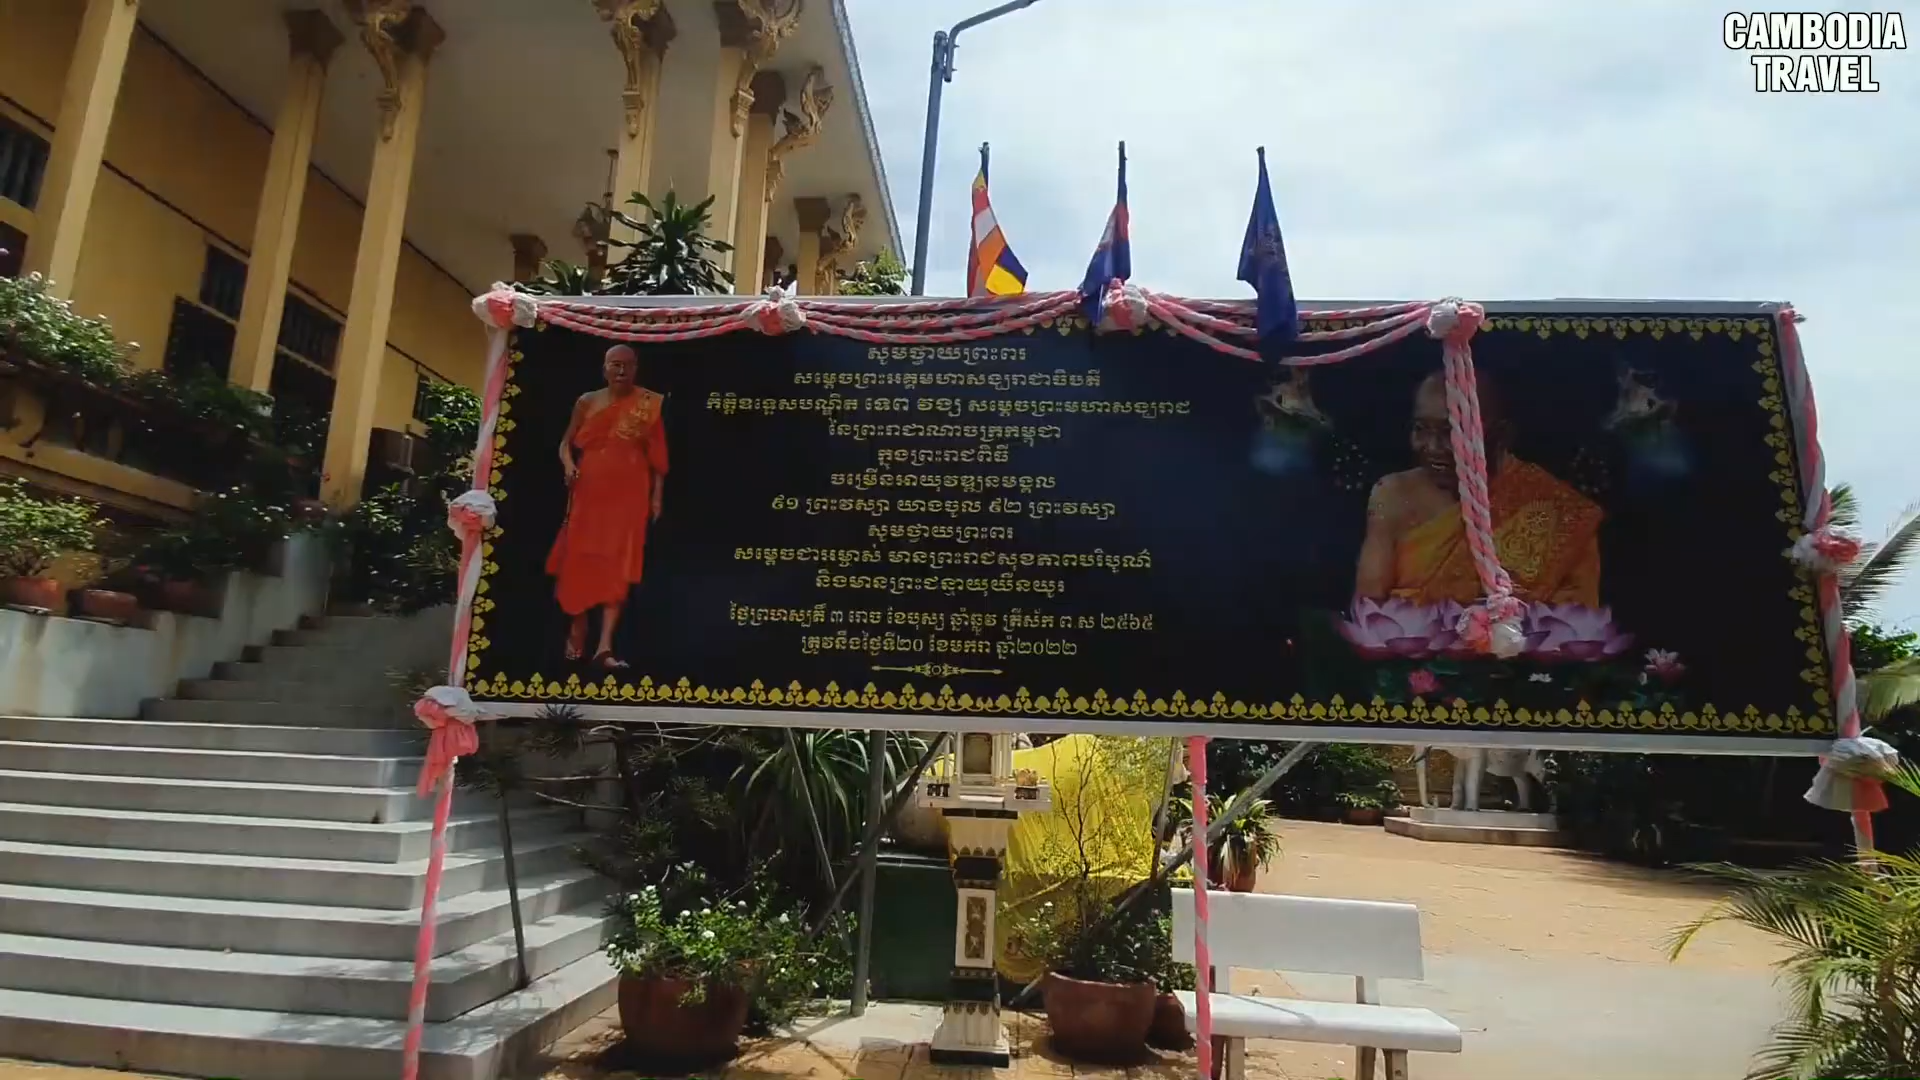 CAMBODIA
TRAVEL
សូមថ្វាយព្រះពរ
សម្តេចព្រះអគ្គមហាសង្ឃរាជាធិបតី
កិត្តិឧទ្ទេសបណ្ឌិត ទេព វង្ស សម្តេចព្រះមហាសង្ឃរាជ
នៃព្រះរាជាណាចក្រកម្ពុជា
ក្នុងព្រះរាជពិធី
ចម្រើនអាយុវឌ្ឍនមង្គល
៩១ ព្រះវស្សា យាងចូល ៩២ ព្រះវស្សា
សូមថ្វាយព្រះពរ
សម្តេចជាអម្ចាស់ មានព្រះរាជសុខភាពបរិបូណ៌
និងមានព្រះជន្មាយុយឺនយូរ
ថ្ងៃព្រហស្បតិ៍ ៣ រោច ខែបុស្ស ឆ្នាំឆ្លូវ ត្រីស័ក ព.ស ២៥៦៥
ត្រូវនឹងថ្ងៃទី២០ ខែមករា ឆ្នាំ២០២២